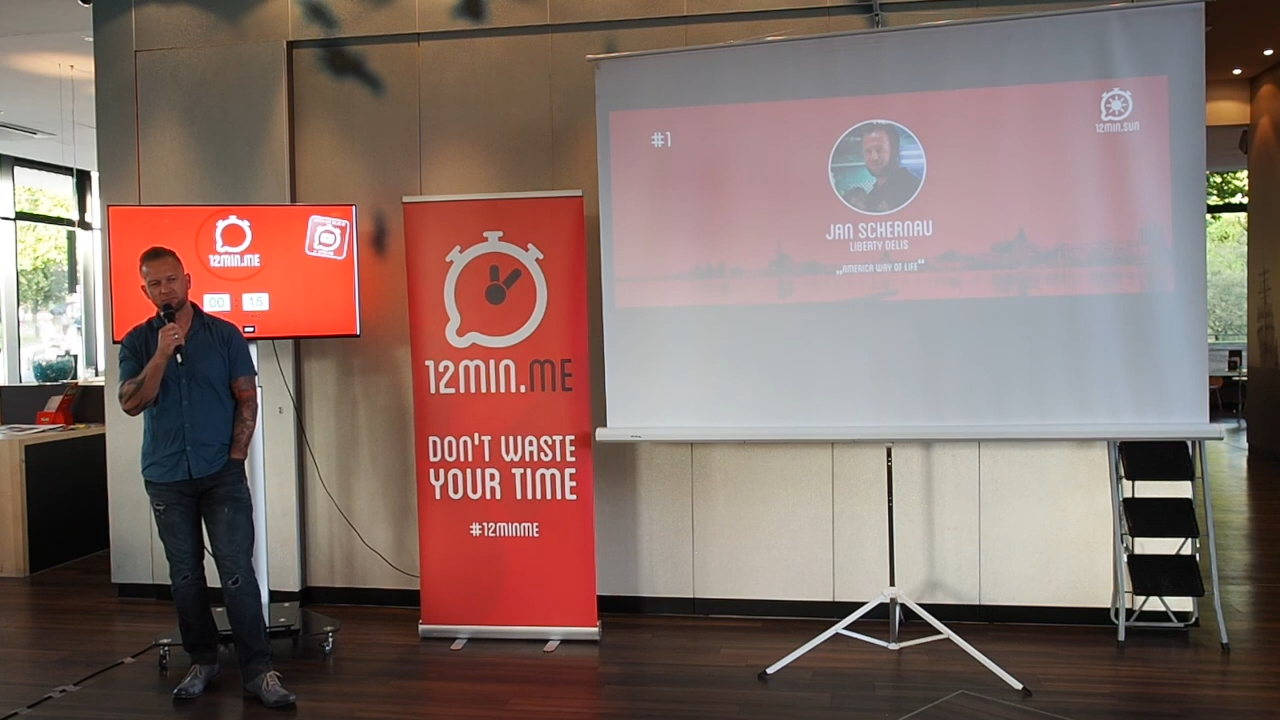 12MIN.ME
00 : 15
12MIN.ME
DON'T WASTE
YOUR TIME
#12MINME
#1
12MIN.SUN
JAN SCHERNAU
LIBERTY DELIS
„AMERICA WAY OF LIFE“